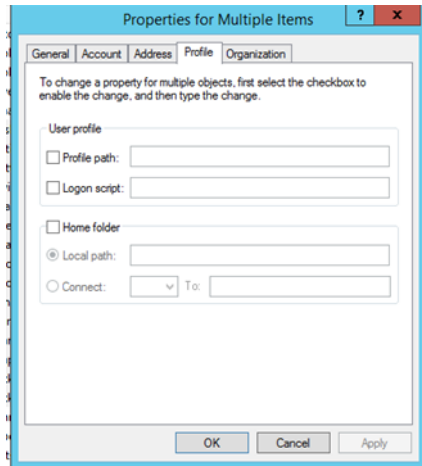 Properties for Multiple Items
? x
General Account Address Profile Organization
To change a property for multiple objects, first select the checkbox to
enable the change, and then type the change.
User profile
Profile path:
Logon script:
Home folder
Local path:
Connect: To:
OK Cancel Apply